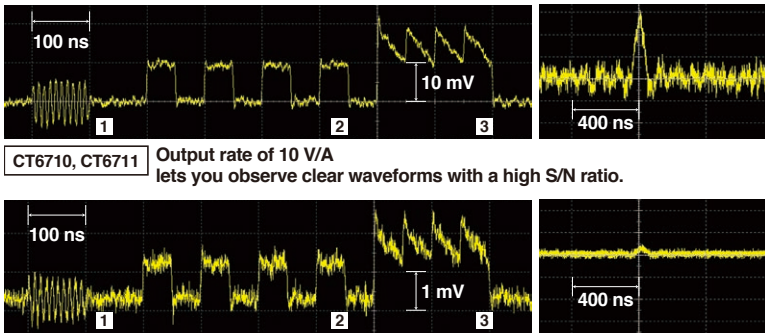 100 ns
10 mV
1
2
3
400 ns
CT6710, CT6711
Output rate of 10 V/A
lets you observe clear waveforms with a high S/N ratio.
100 ns
1 mV
1
2
3
400 ns